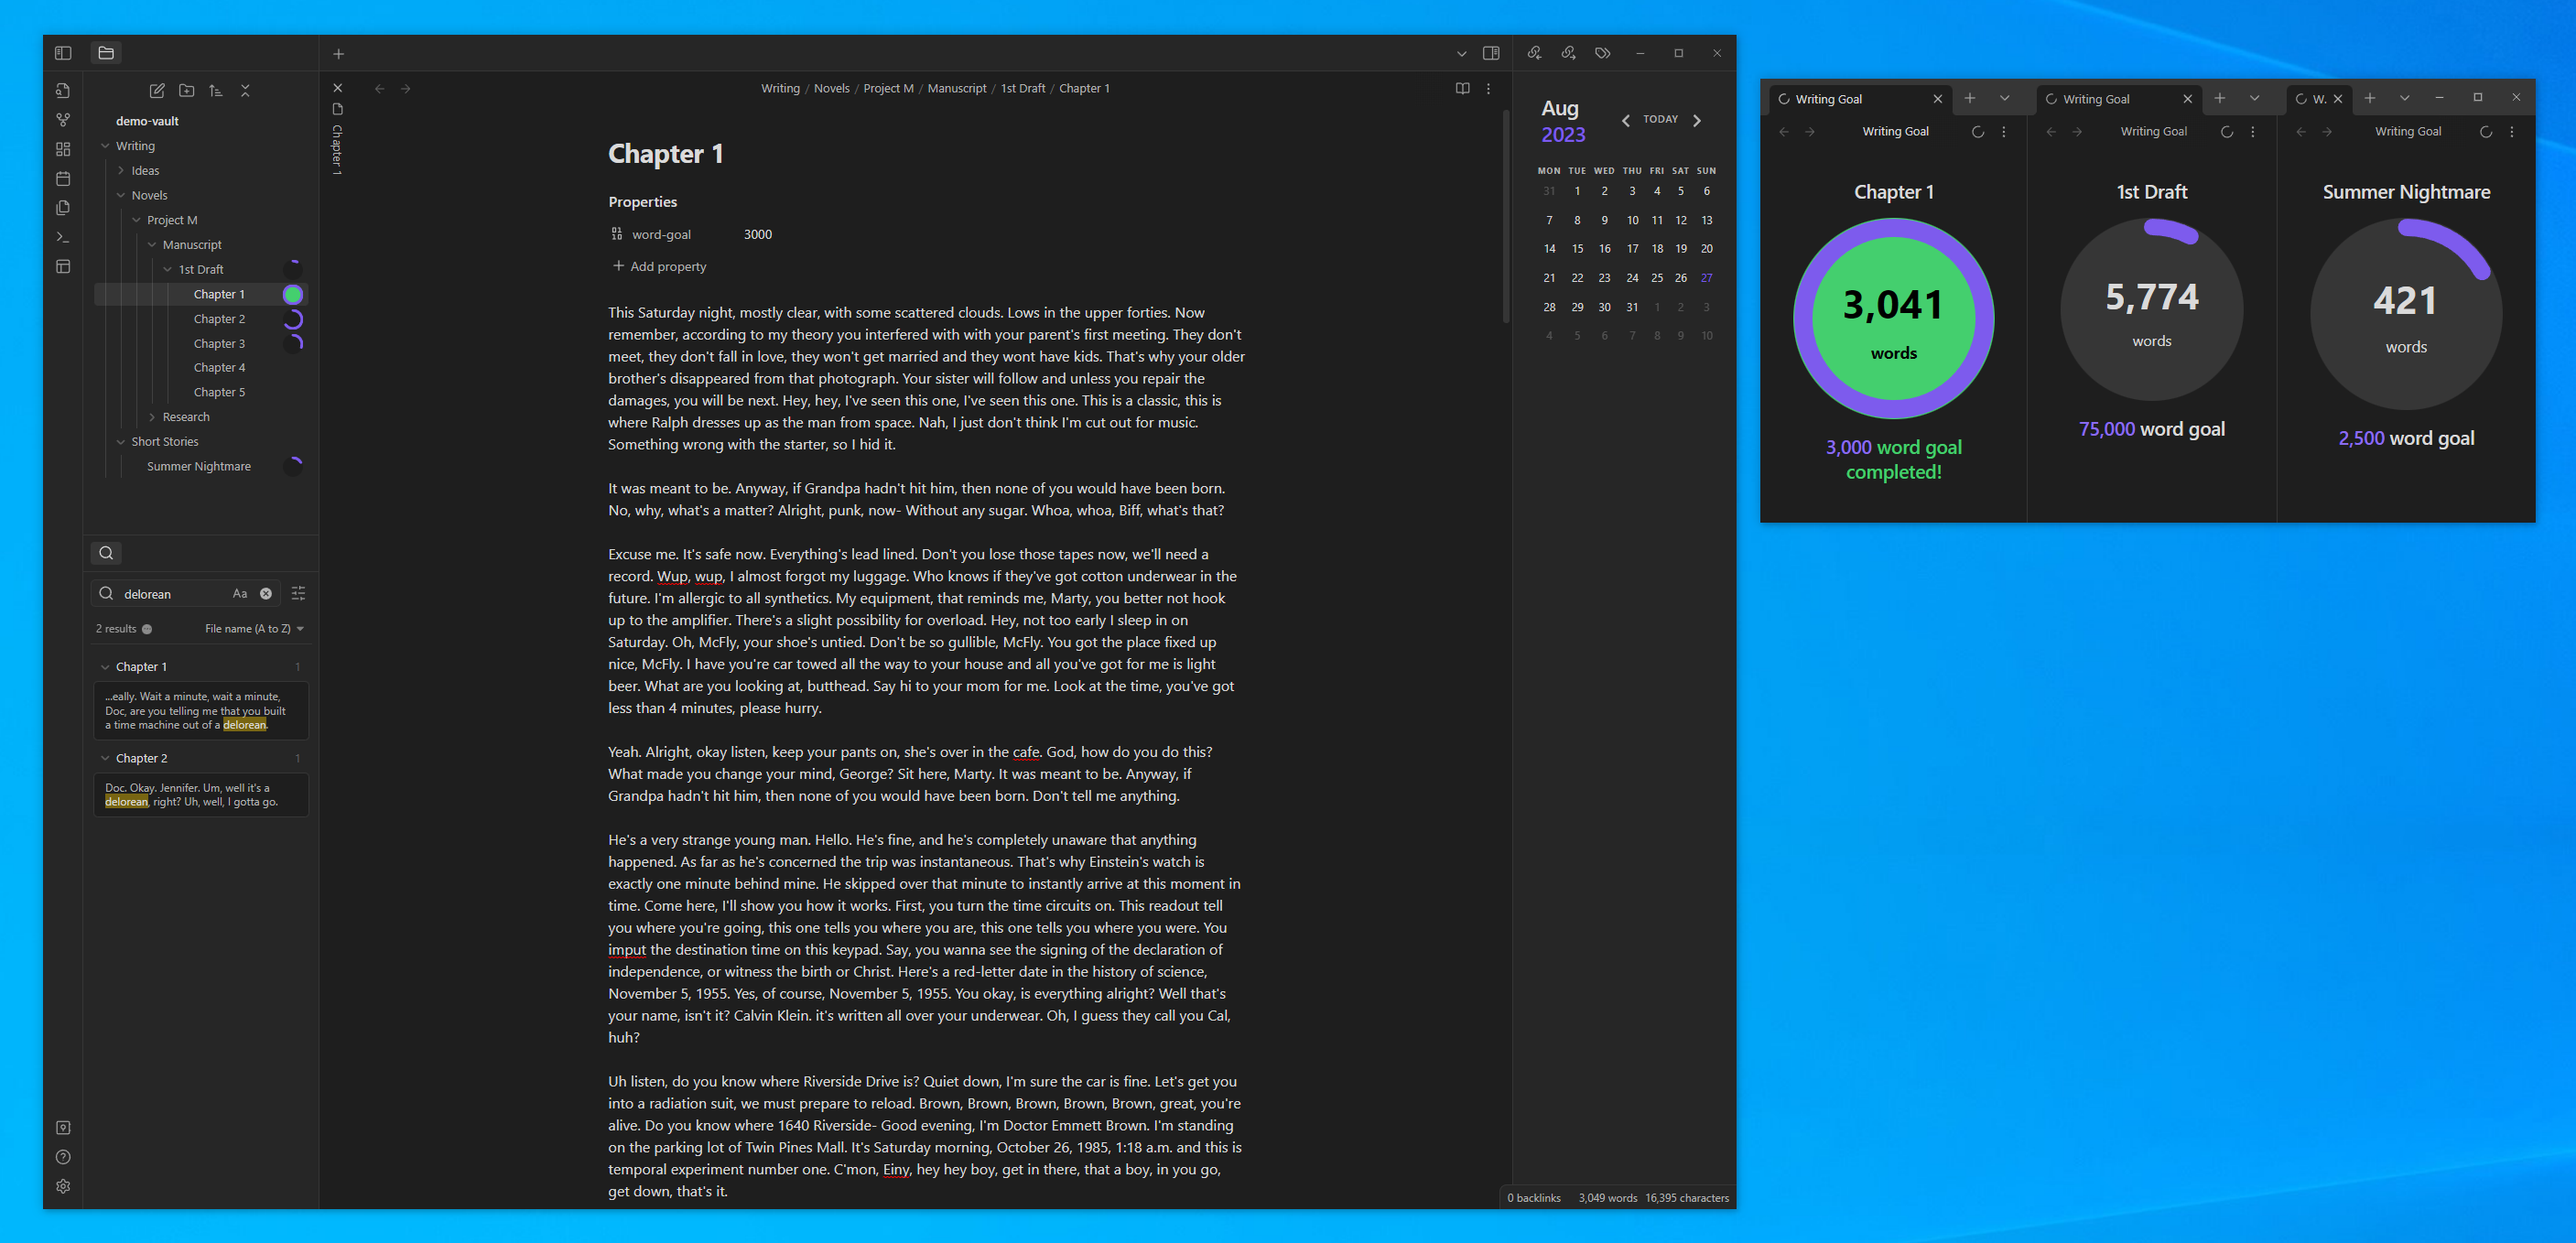 demo-vault
Writing
Ideas
Novels
Project M
Manuscript
1st Draft
Chapter 1
Chapter 2
Chapter 3
Chapter 4
Chapter 5
Research
Short Stories
Summer Nightmare
delorean
Aa
2 results
File name (A to Z)
Chapter 1
1
...eally. Wait a minute, wait a minute,
Doc, are you telling me that you built
a time machine out of a delorean.
Chapter 2
1
Doc. Okay. Jennifer. Um, well it's a
delorean, right? Uh, well, I gotta go.
Chapter 1
Writing / Novels / Project M / Manuscript / 1st Draft / Chapter 1
Chapter 1
Properties
word-goal 3000
Add property
This Saturday night, mostly clear, with some scattered clouds. Lows in the upper forties. Now
remember, according to my theory you interfered with with your parent's first meeting. They don't
meet, they don't fall in love, they won't get married and they wont have kids. That's why your older
brother's disappeared from that photograph. Your sister will follow and unless you repair the
damages, you will be next. Hey, hey, I've seen this one, I've seen this one. This is a classic, this is
where Ralph dresses up as the man from space. Nah, I just don't think I'm cut out for music.
Something wrong with the starter, so I hid it.
It was meant to be. Anyway, if Grandpa hadn't hit him, then none of you would have been born.
No, why, what's a matter? Alright, punk, now- Without any sugar. Whoa, whoa, Biff, what's that?
Excuse me. It's safe now. Everything's lead lined. Don't you lose those tapes now, we'll need a
record. Wup, wup, I almost forgot my luggage. Who knows if they've got cotton underwear in the
future. I'm allergic to all synthetics. My equipment, that reminds me, Marty, you better not hook
up to the amplifier. There's a slight possibility for overload. Hey, not too early I sleep in on
Saturday. Oh, McFly, your shoe's untied. Don't be so gullible, McFly. You got the place fixed up
nice, McFly. I have you're car towed all the way to your house and all you've got for me is light
beer. What are you looking at, butthead. Say hi to your mom for me. Look at the time, you've got
less than 4 minutes, please hurry.
Yeah. Alright, okay listen, keep your pants on, she's over in the cafe. God, how do you do this?
What made you change your mind, George? Sit here, Marty. It was meant to be. Anyway, if
Grandpa hadn't hit him, then none of you would have been born. Don't tell me anything.
He's a very strange young man. Hello. He's fine, and he's completely unaware that anything
happened. As far as he's concerned the trip was instantaneous. That's why Einstein's watch is
exactly one minute behind mine. He skipped over that minute to instantly arrive at this moment in
time. Come here, I'll show you how it works. First, you turn the time circuits on. This readout tell
you where you're going, this one tells you where you are, this one tells you where you were. You
imput the destination time on this keypad. Say, you wanna see the signing of the declaration of
independence, or witness the birth or Christ. Here's a red-letter date in the history of science,
November 5, 1955. Yes, of course, November 5, 1955. You okay, is everything alright? Well that's
your name, isn't it? Calvin Klein. it's written all over your underwear. Oh, I guess they call you Cal,
huh?
Uh listen, do you know where Riverside Drive is? Quiet down, I'm sure the car is fine. Let's get you
into a radiation suit, we must prepare to reload. Brown, Brown, Brown, Brown, Brown, great, you're
alive. Do you know where 1640 Riverside- Good evening, I'm Doctor Emmett Brown. I'm standing
on the parking lot of Twin Pines Mall. It's Saturday morning, October 26, 1985, 1:18 a.m. and this is
temporal experiment number one. C'mon, Einy, hey hey boy, get in there, that a boy, in you go,
get down, that's it.
Aug
2023
TODAY
MON TUE WED THU FRI SAT SUN
31 1 2 3 4 5 6
7 8 9 10 11 12 13
14 15 16 17 18 19 20
21 22 23 24 25 26 27
28 29 30 31 1 2 3
4 5 6 7 8 9 10
0 backlinks 3,049 words 16,395 characters
Writing Goal
Writing Goal
Chapter 1
3,041
words
3,000 word goal
completed!
Writing Goal
Writing Goal
1st Draft
5,774
words
75,000 word goal
W.
Writing Goal
Summer Nightmare
421
words
2,500 word goal